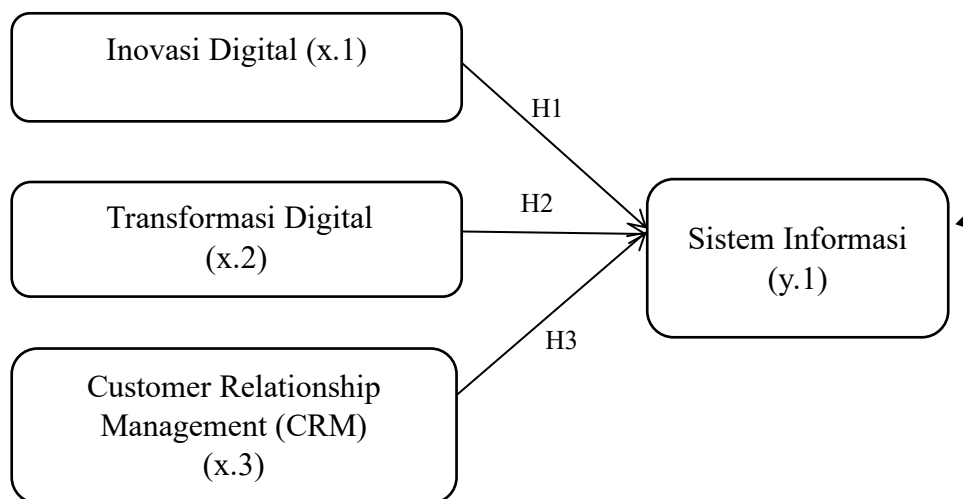 Inovasi Digital (x.1)
H1
Transformasi Digital
(x.2)
H2
Sistem Informasi
(y.1)
H3
Customer Relationship
Management (CRM)
(x.3)